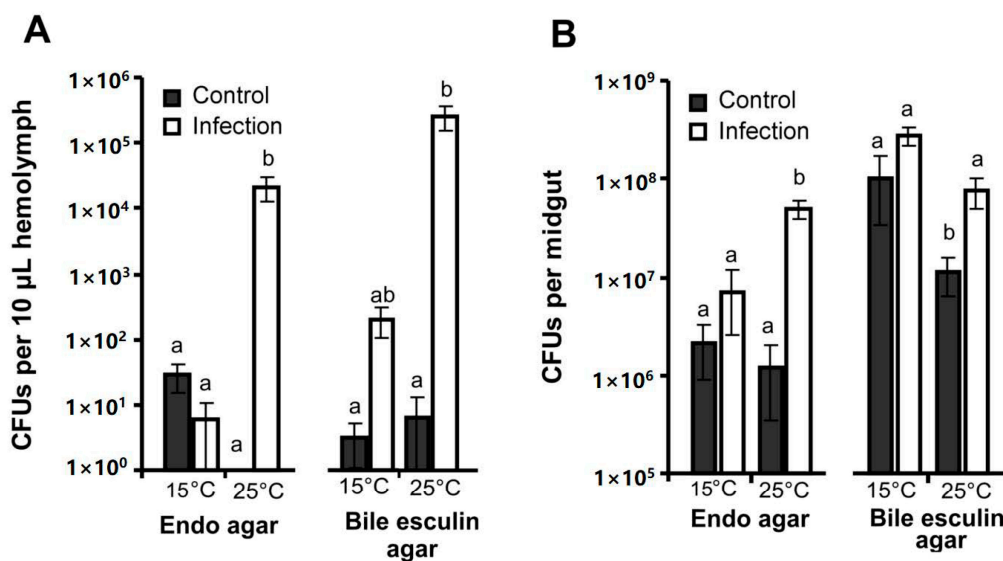 A
CFUs per 10 µL hemolymph
1×10⁶
1×10⁵
1×10⁴
1×10³
1×10²
1×10¹
1×10⁰
Control
Infection
a
a
a
b
a
ab
a
b
15°C
25°C
15°C
25°C
Endo agar
Bile esculin
agar
B
CFUs per midgut
1×10⁹
1×10⁸
1×10⁷
1×10⁶
1×10⁵
Control
Infection
a
a
a
b
a
a
b
a
15°C
25°C
15°C
25°C
Endo agar
Bile esculin
agar